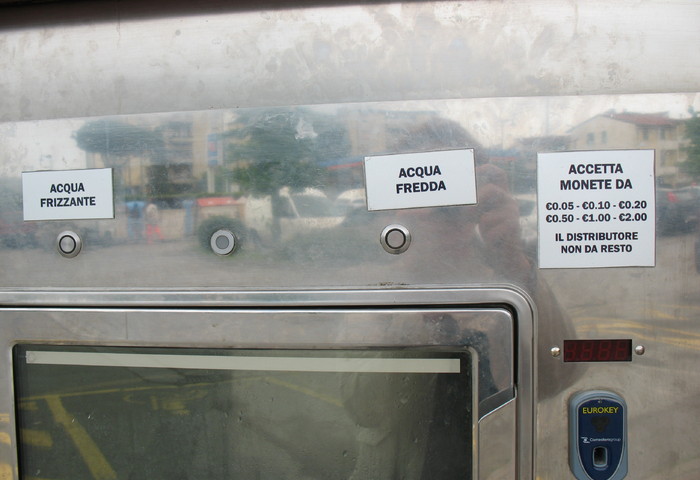 ACQUA
FRIZZANTE
ACQUA
FREDDA
ACCETTA
MONETE DA
€0.05 - €0.10 - €0.20
€0.50 - €1.00 - €2.00
IL DISTRIBUTORE
NON DA RESTO
EUROKEY